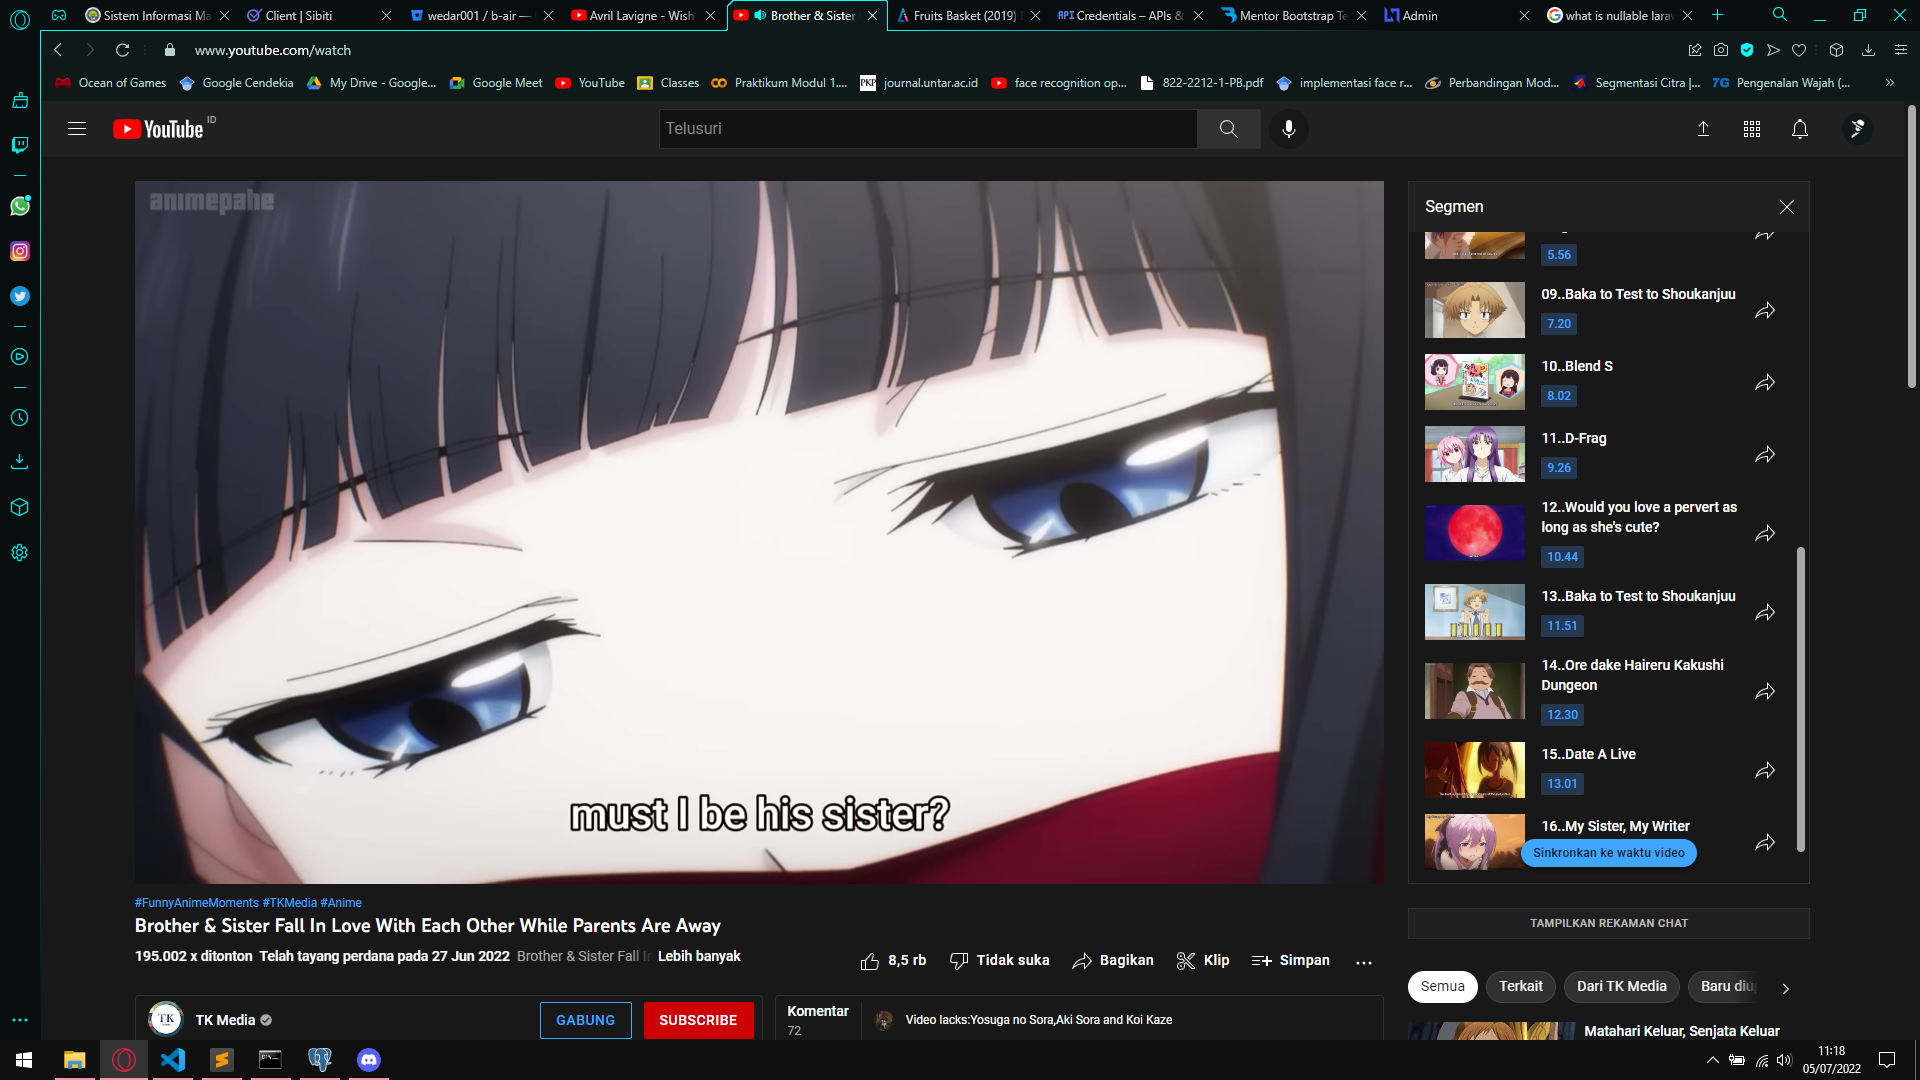 Sistem Informasi Ma
Client | Sibiti
wedar001 / b-air —
Avril Lavigne - Wish
Brother & Sister
Fruits Basket (2019)
API Credentials – APIs &
Mentor Bootstrap Te
Admin
what is nullable larav
www.youtube.com/watch
Ocean of Games
Google Cendekia
My Drive - Google...
Google Meet
YouTube
Classes
Praktikum Modul 1....
PKP journal.untar.ac.id
face recognition op...
822-2212-1-PB.pdf
implementasi face r...
Perbandingan Mod...
Segmentasi Citra |...
7G Pengenalan Wajah (...
YouTube ID
Telusuri
animepahe
must I be his sister?
Segmen
5.56
09..Baka to Test to Shoukanjuu
7.20
10..Blend S
8.02
11..D-Frag
9.26
12..Would you love a pervert as
long as she's cute?
10.44
13..Baka to Test to Shoukanjuu
11.51
14..Ore dake Haireru Kakushi
Dungeon
12.30
15..Date A Live
13.01
16..My Sister, My Writer
Sinkronkan ke waktu video
TAMPILKAN REKAMAN CHAT
#FunnyAnimeMoments #TKMedia #Anime
Brother & Sister Fall In Love With Each Other While Parents Are Away
195.002 x ditonton Telah tayang perdana pada 27 Jun 2022 Brother & Sister Fall In Lebih banyak
8,5 rb
Tidak suka
Bagikan
Klip
Simpan
Semua
Terkait
Dari TK Media
Baru diup
TK
TK Media
GABUNG
SUBSCRIBE
Komentar
72
Video lacks:Yosuga no Sora,Aki Sora and Koi Kaze
Matahari Keluar, Senjata Keluar
11:18
05/07/2022